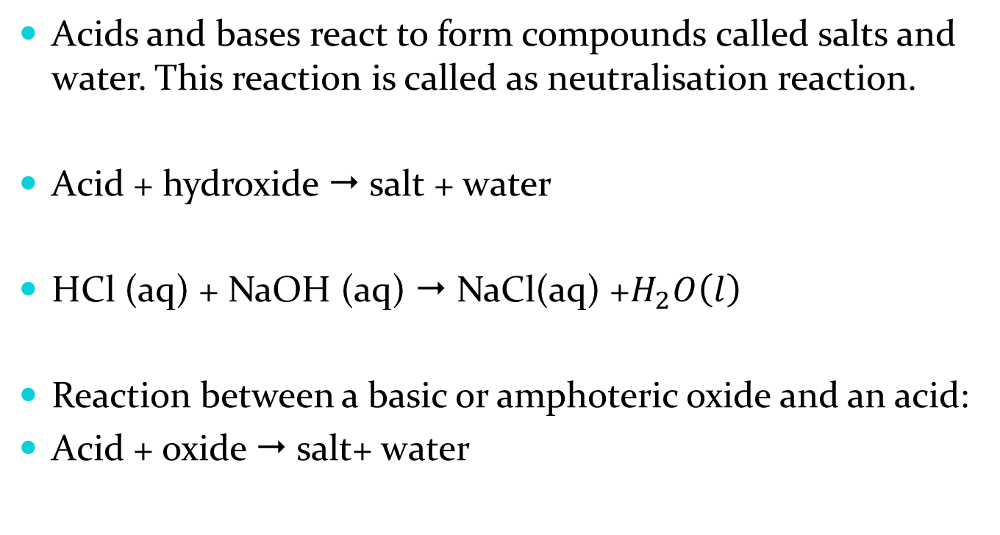 • Acids and bases react to form compounds called salts and
water. This reaction is called as neutralisation reaction.
• Acid + hydroxide → salt + water
• HCl (aq) + NaOH (aq) → NaCl(aq) +H₂O(l)
• Reaction between a basic or amphoteric oxide and an acid:
• Acid + oxide → salt+ water